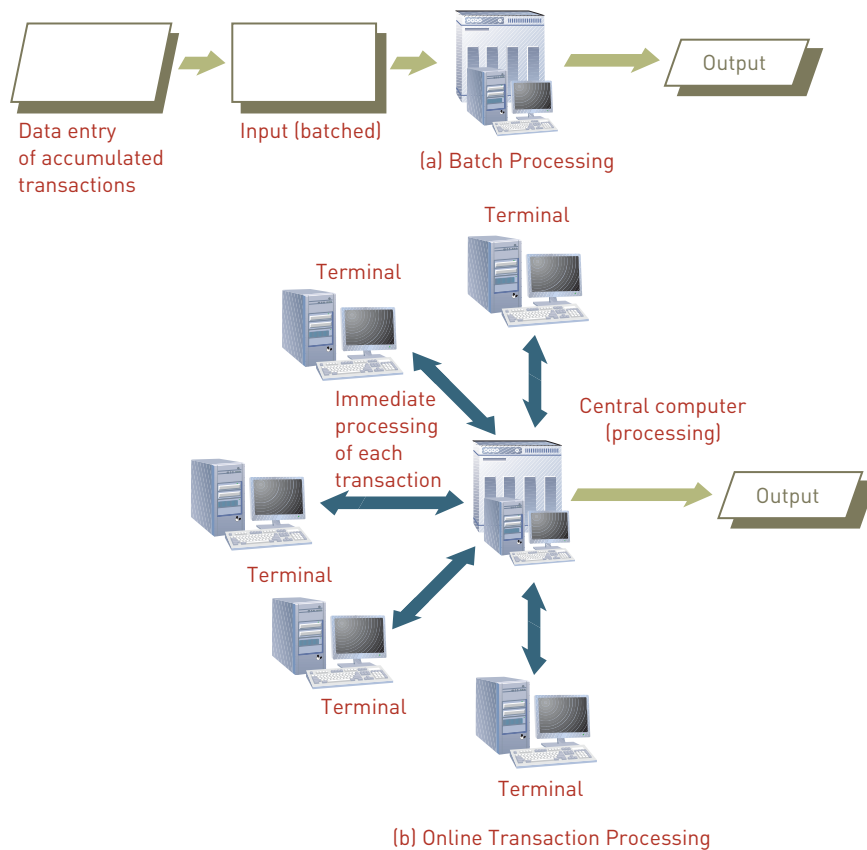 Output
Data entry
of accumulated
transactions
Input (batched)
(a) Batch Processing
Terminal
Terminal
Immediate
processing
of each
transaction
Central computer
(processing)
Output
Terminal
Terminal
Terminal
(b) Online Transaction Processing